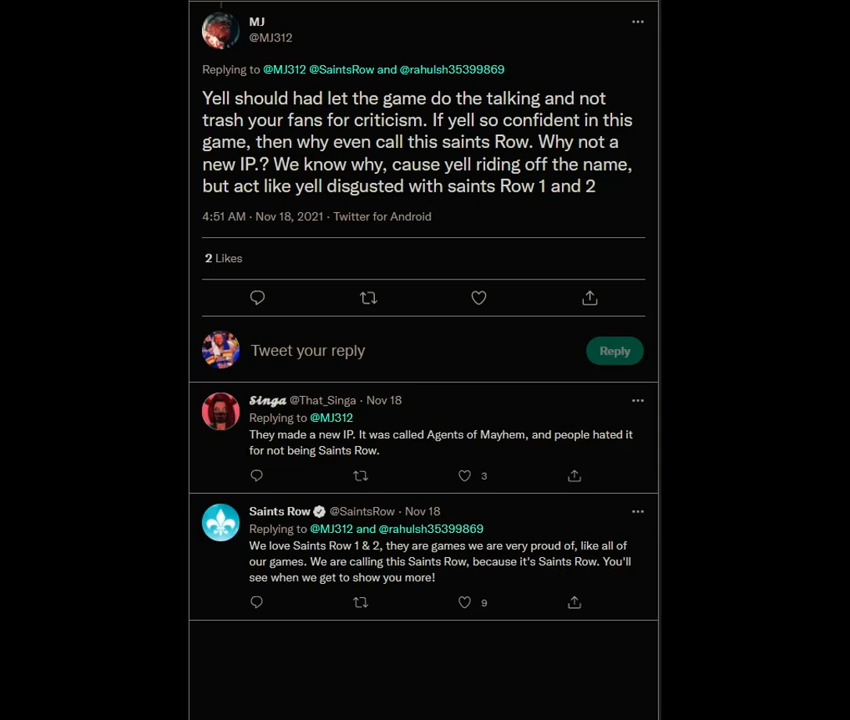 MJ
@MJ312
Replying to @MJ312 @SaintsRow and @rahulsh35399869
Yell should had let the game do the talking and not
trash your fans for criticism. If yell so confident in this
game, then why even call this saints Row. Why not a
new IP.? We know why, cause yell riding off the name,
but act like yell disgusted with saints Row 1 and 2
4:51 AM · Nov 18, 2021 · Twitter for Android
2 Likes
Tweet your reply
Reply
Singa @That_Singa · Nov 18
Replying to @MJ312
They made a new IP. It was called Agents of Mayhem, and people hated it
for not being Saints Row.
3
Saints Row @SaintsRow · Nov 18
Replying to @MJ312 and @rahulsh35399869
We love Saints Row 1 & 2, they are games we are very proud of, like all of
our games. We are calling this Saints Row, because it's Saints Row. You'll
see when we get to show you more!
9